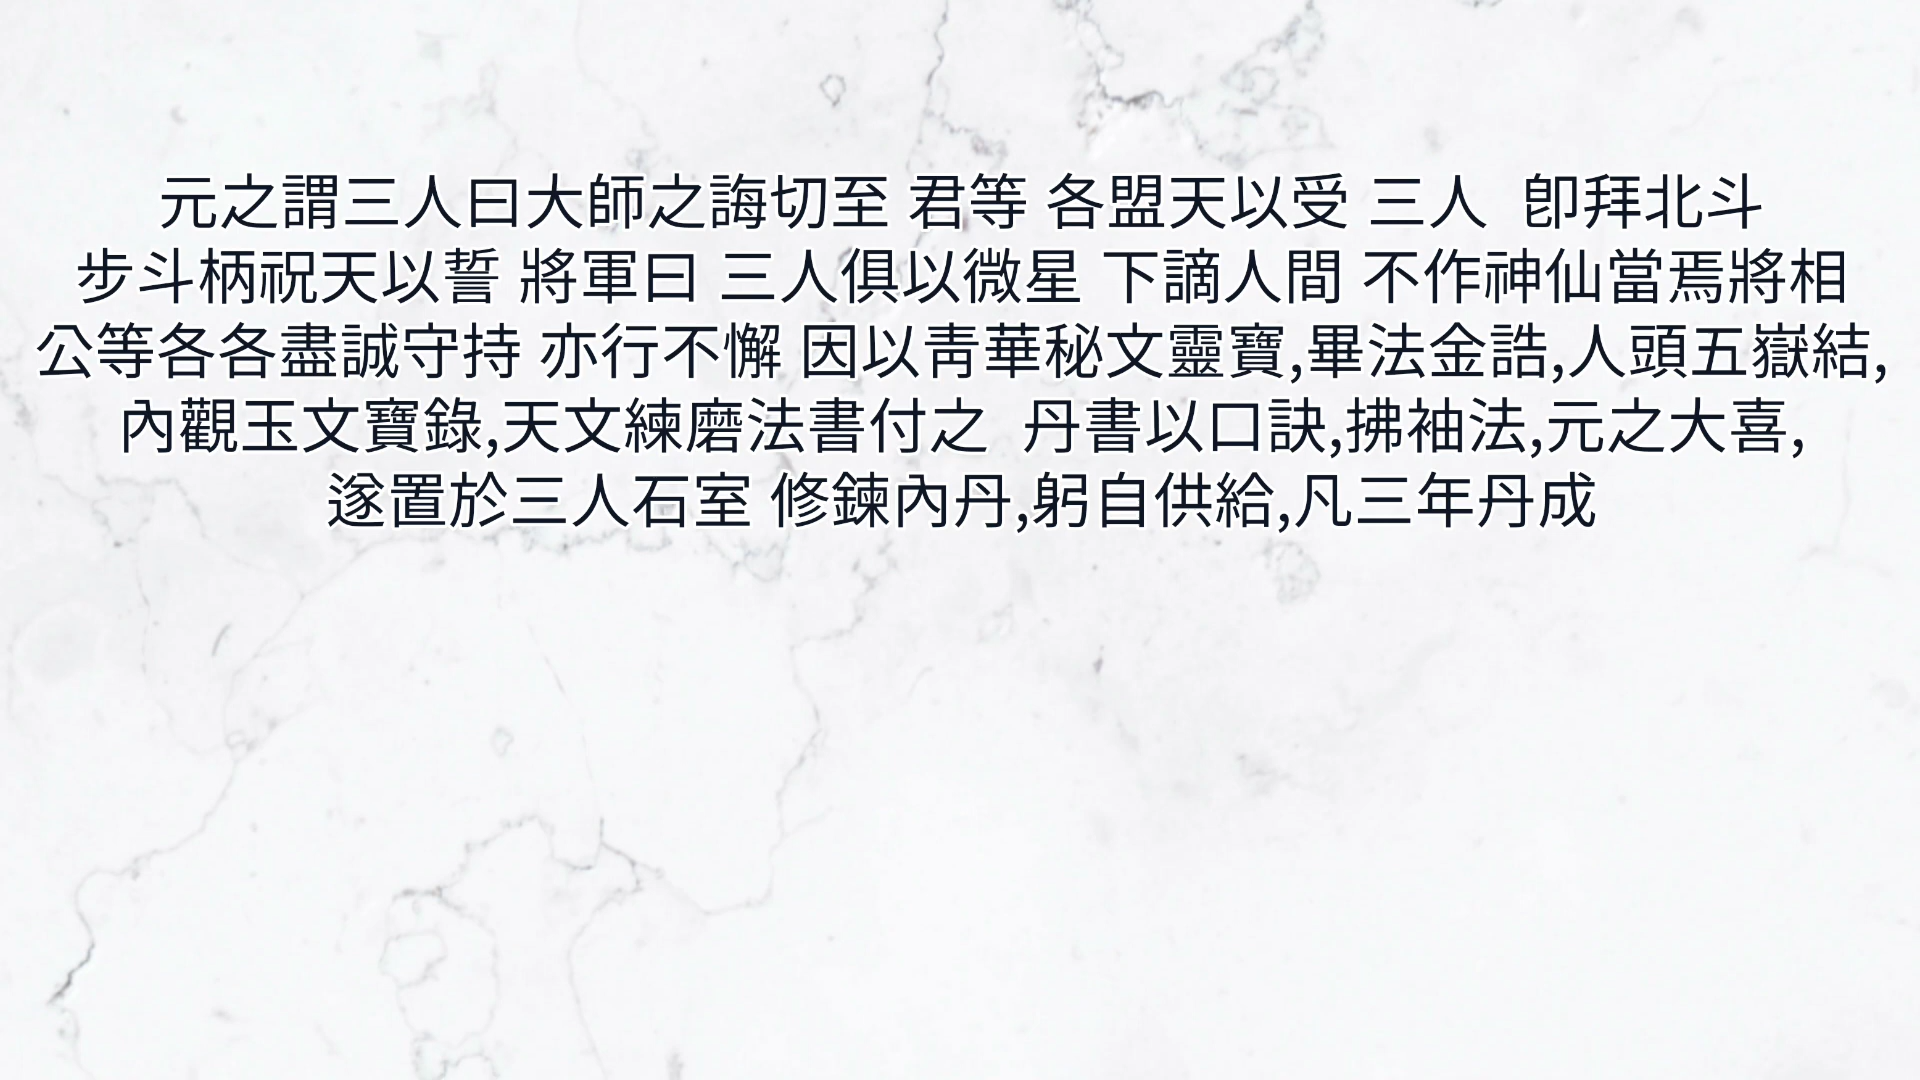 元之謂三人曰大師之誨切至 君等 各盟天以受 三人  卽拜北斗
步斗柄祝天以誓 將軍曰 三人俱以微星 下謫人間 不作神仙當焉將相
公等各各盡誠守持 亦行不懈 因以靑華秘文靈寶,畢法金誥,人頭五嶽結,
內觀玉文寶錄,天文練磨法書付之  丹書以口訣,拂袖法,元之大喜,
遂置於三人石室 修鍊內丹,躬自供給,凡三年丹成